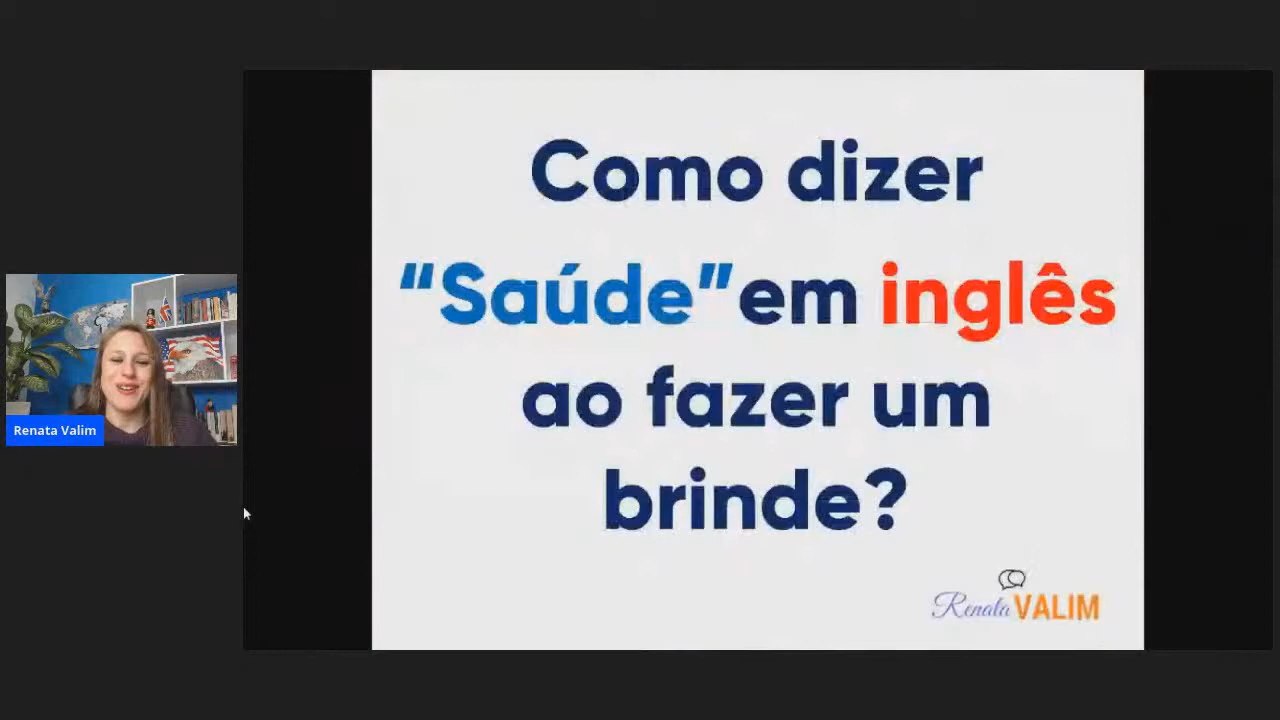 Como dizer
“Saúde”em inglês
ao fazer um
brinde?
Renata VALIM
Renata Valim